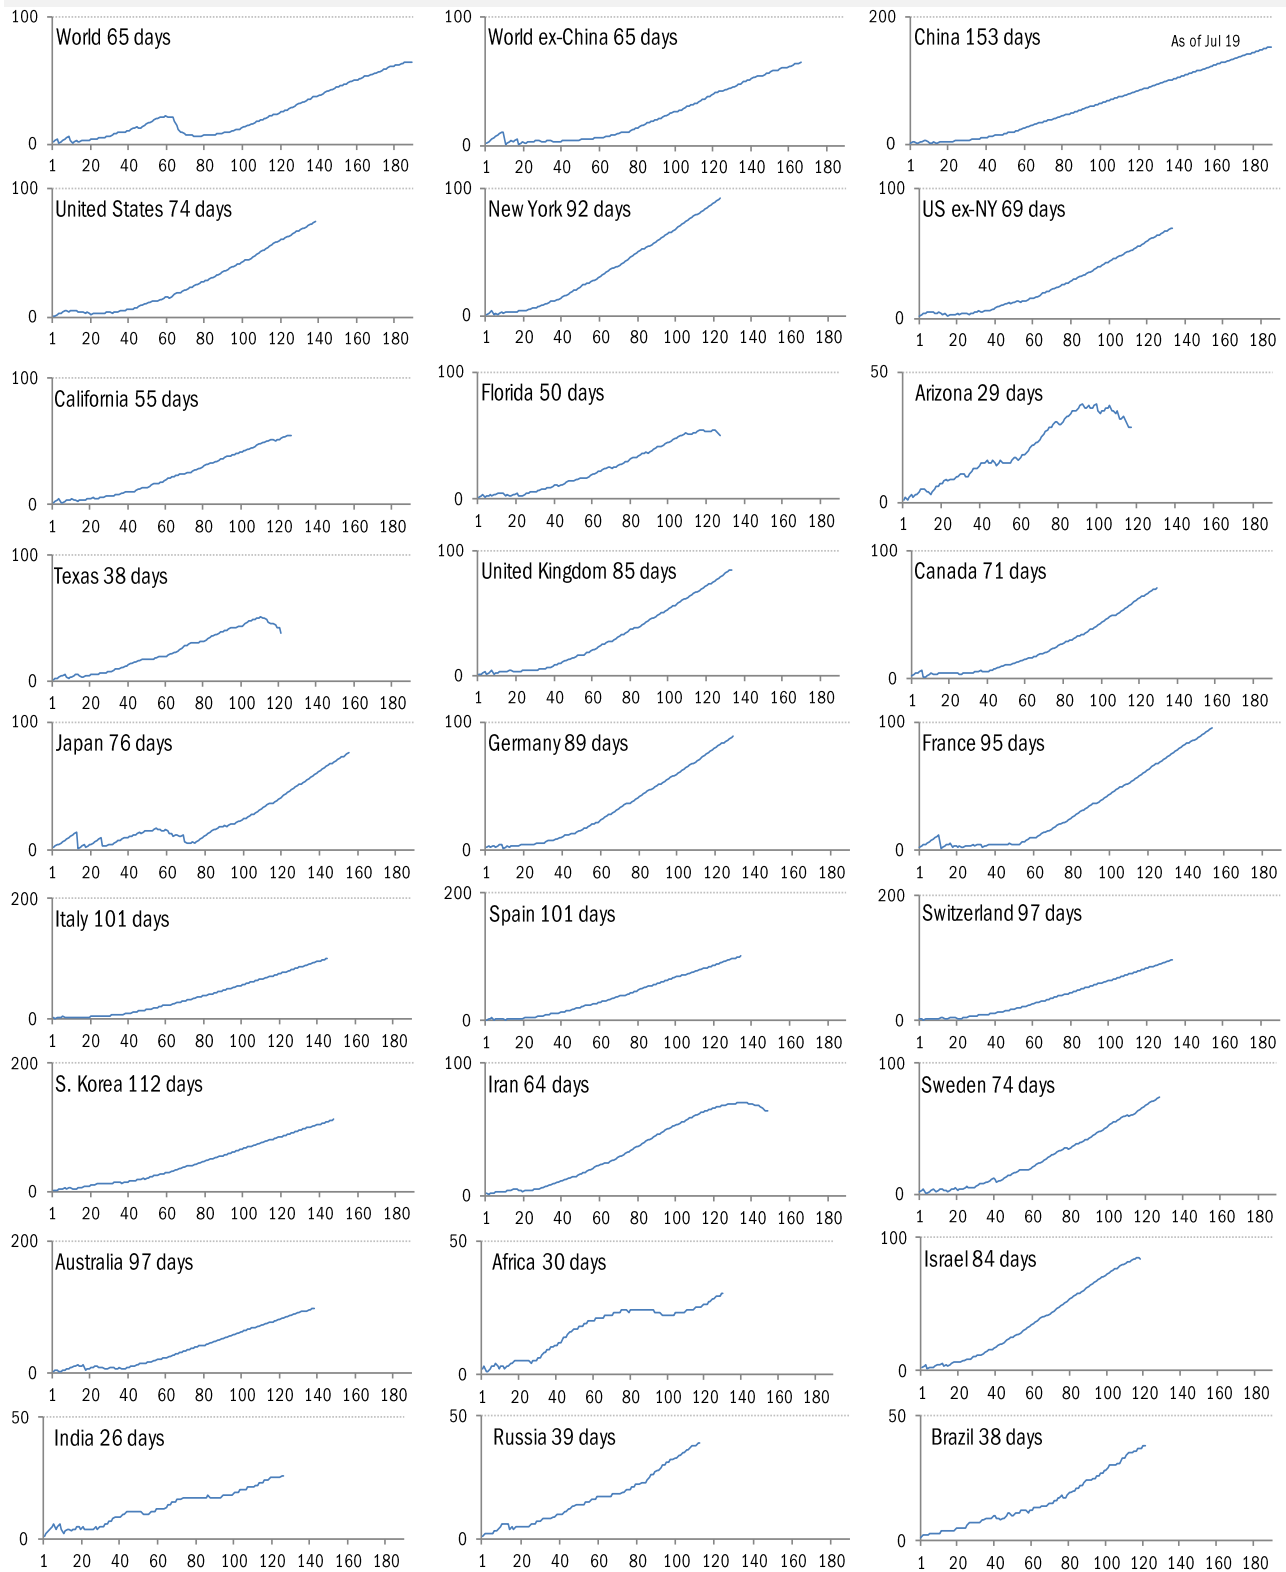 100
World 65 days
0
1 20 40 60 80 100 120 140 160 180
100
World ex-China 65 days
0
1 20 40 60 80 100 120 140 160 180
200
China 153 days
As of Jul 19
0
1 20 40 60 80 100 120 140 160 180
100
United States 74 days
0
1 20 40 60 80 100 120 140 160 180
100
New York 92 days
0
1 20 40 60 80 100 120 140 160 180
100
US ex-NY 69 days
0
1 20 40 60 80 100 120 140 160 180
100
California 55 days
0
1 20 40 60 80 100 120 140 160 180
100
Florida 50 days
0
1 20 40 60 80 100 120 140 160 180
50
Arizona 29 days
0
1 20 40 60 80 100 120 140 160 180
100
Texas 38 days
0
1 20 40 60 80 100 120 140 160 180
100
United Kingdom 85 days
0
1 20 40 60 80 100 120 140 160 180
100
Canada 71 days
0
1 20 40 60 80 100 120 140 160 180
100
Japan 76 days
0
1 20 40 60 80 100 120 140 160 180
100
Germany 89 days
0
1 20 40 60 80 100 120 140 160 180
100
France 95 days
0
1 20 40 60 80 100 120 140 160 180
200
Italy 101 days
0
1 20 40 60 80 100 120 140 160 180
200
Spain 101 days
0
1 20 40 60 80 100 120 140 160 180
200
Switzerland 97 days
0
1 20 40 60 80 100 120 140 160 180
200
S. Korea 112 days
0
1 20 40 60 80 100 120 140 160 180
100
Iran 64 days
0
1 20 40 60 80 100 120 140 160 180
100
Sweden 74 days
0
1 20 40 60 80 100 120 140 160 180
200
Australia 97 days
0
1 20 40 60 80 100 120 140 160 180
50
Africa 30 days
0
1 20 40 60 80 100 120 140 160 180
100
Israel 84 days
0
1 20 40 60 80 100 120 140 160 180
50
India 26 days
0
1 20 40 60 80 100 120 140 160 180
50
Russia 39 days
0
1 20 40 60 80 100 120 140 160 180
50
Brazil 38 days
0
1 20 40 60 80 100 120 140 160 180